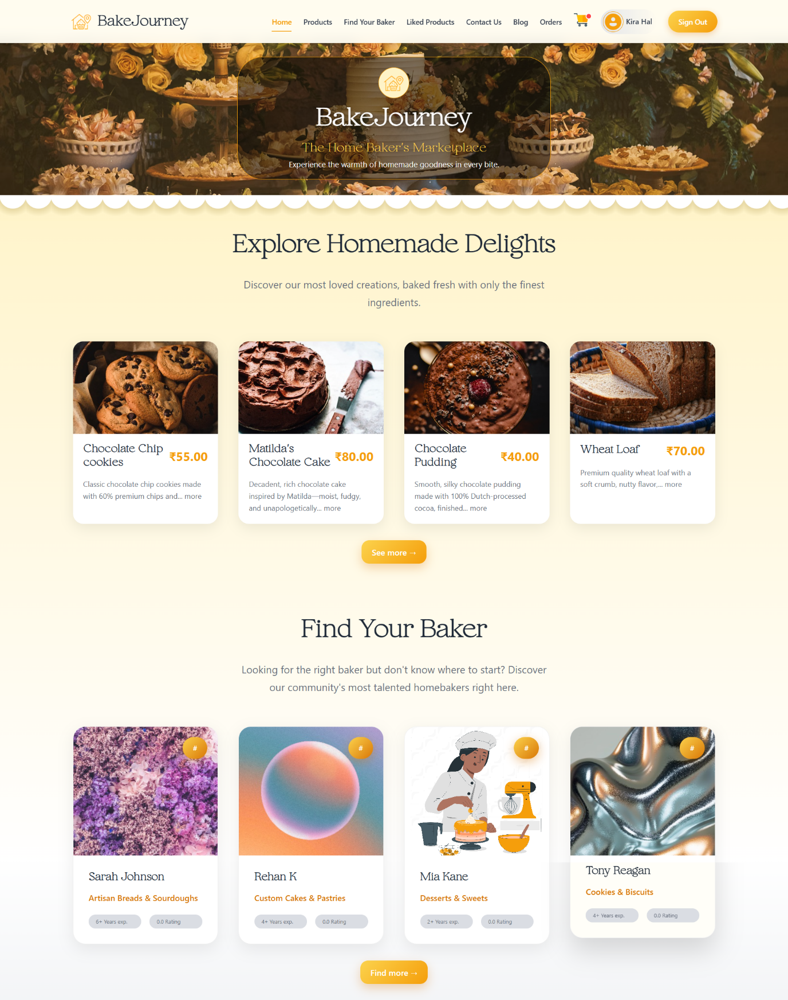 BakeJourney
Home Products Find Your Baker Liked Products Contact Us Blog Orders Kira Hal Sign Out
BakeJourney
The Home Baker's Marketplace
Experience the warmth of homemade goodness in every bite.
Explore Homemade Delights
Discover our most loved creations, baked fresh with only the finest
ingredients.
Chocolate Chip
cookies
₹55.00
Classic chocolate chip cookies made
with 60% premium chips and... more
Matilda's
Chocolate Cake
₹80.00
Decadent, rich chocolate cake
inspired by Matilda—moist, fudgy,
and unapologetically... more
Chocolate
Pudding
₹40.00
Smooth, silky chocolate pudding
made with 100% Dutch-processed
cocoa, finished... more
Wheat Loaf
₹70.00
Premium quality wheat loaf with a
soft crumb, nutty flavor,... more
See more →
Find Your Baker
Looking for the right baker but don't know where to start? Discover
our community's most talented homebakers right here.
#
Sarah Johnson
Artisan Breads & Sourdoughs
6+ Years exp. 0.0 Rating
#
Rehan K
Custom Cakes & Pastries
4+ Years exp. 0.0 Rating
#
Mia Kane
Desserts & Sweets
2+ Years exp. 0.0 Rating
#
Tony Reagan
Cookies & Biscuits
4+ Years exp. 0.0 Rating
Find more →